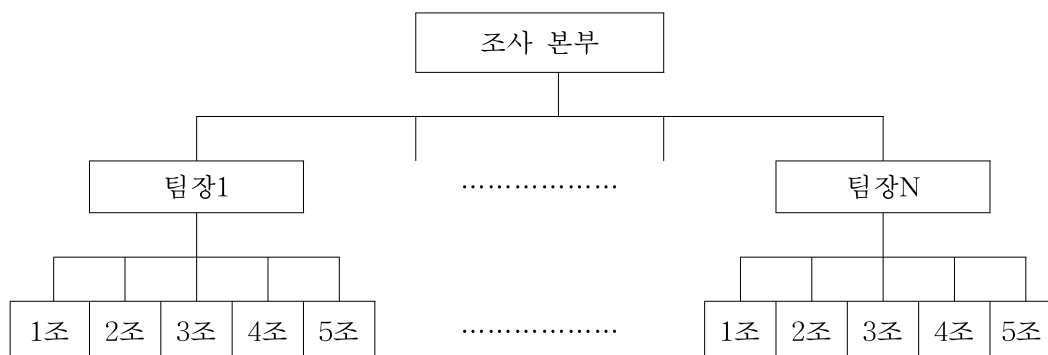 조사 본부
팀장1 ……………… 팀장N
1조 2조 3조 4조 5조 ……………… 1조 2조 3조 4조 5조